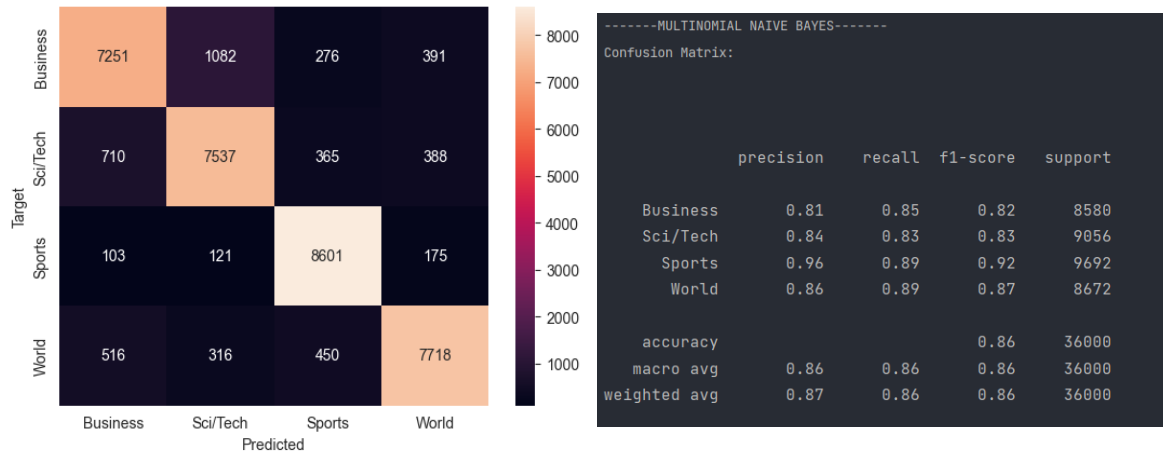 Target
Business 7251 1082 276 391
Sci/Tech 710 7537 365 388
Sports 103 121 8601 175
World 516 316 450 7718
Business Sci/Tech Sports World
Predicted
8000
7000
6000
5000
4000
3000
2000
1000
-------MULTINOMIAL NAIVE BAYES-------
Confusion Matrix:
precision recall f1-score support
Business 0.81 0.85 0.82 8580
Sci/Tech 0.84 0.83 0.83 9056
Sports 0.96 0.89 0.92 9692
World 0.86 0.89 0.87 8672
accuracy 0.86 36000
macro avg 0.86 0.86 0.86 36000
weighted avg 0.87 0.86 0.86 36000